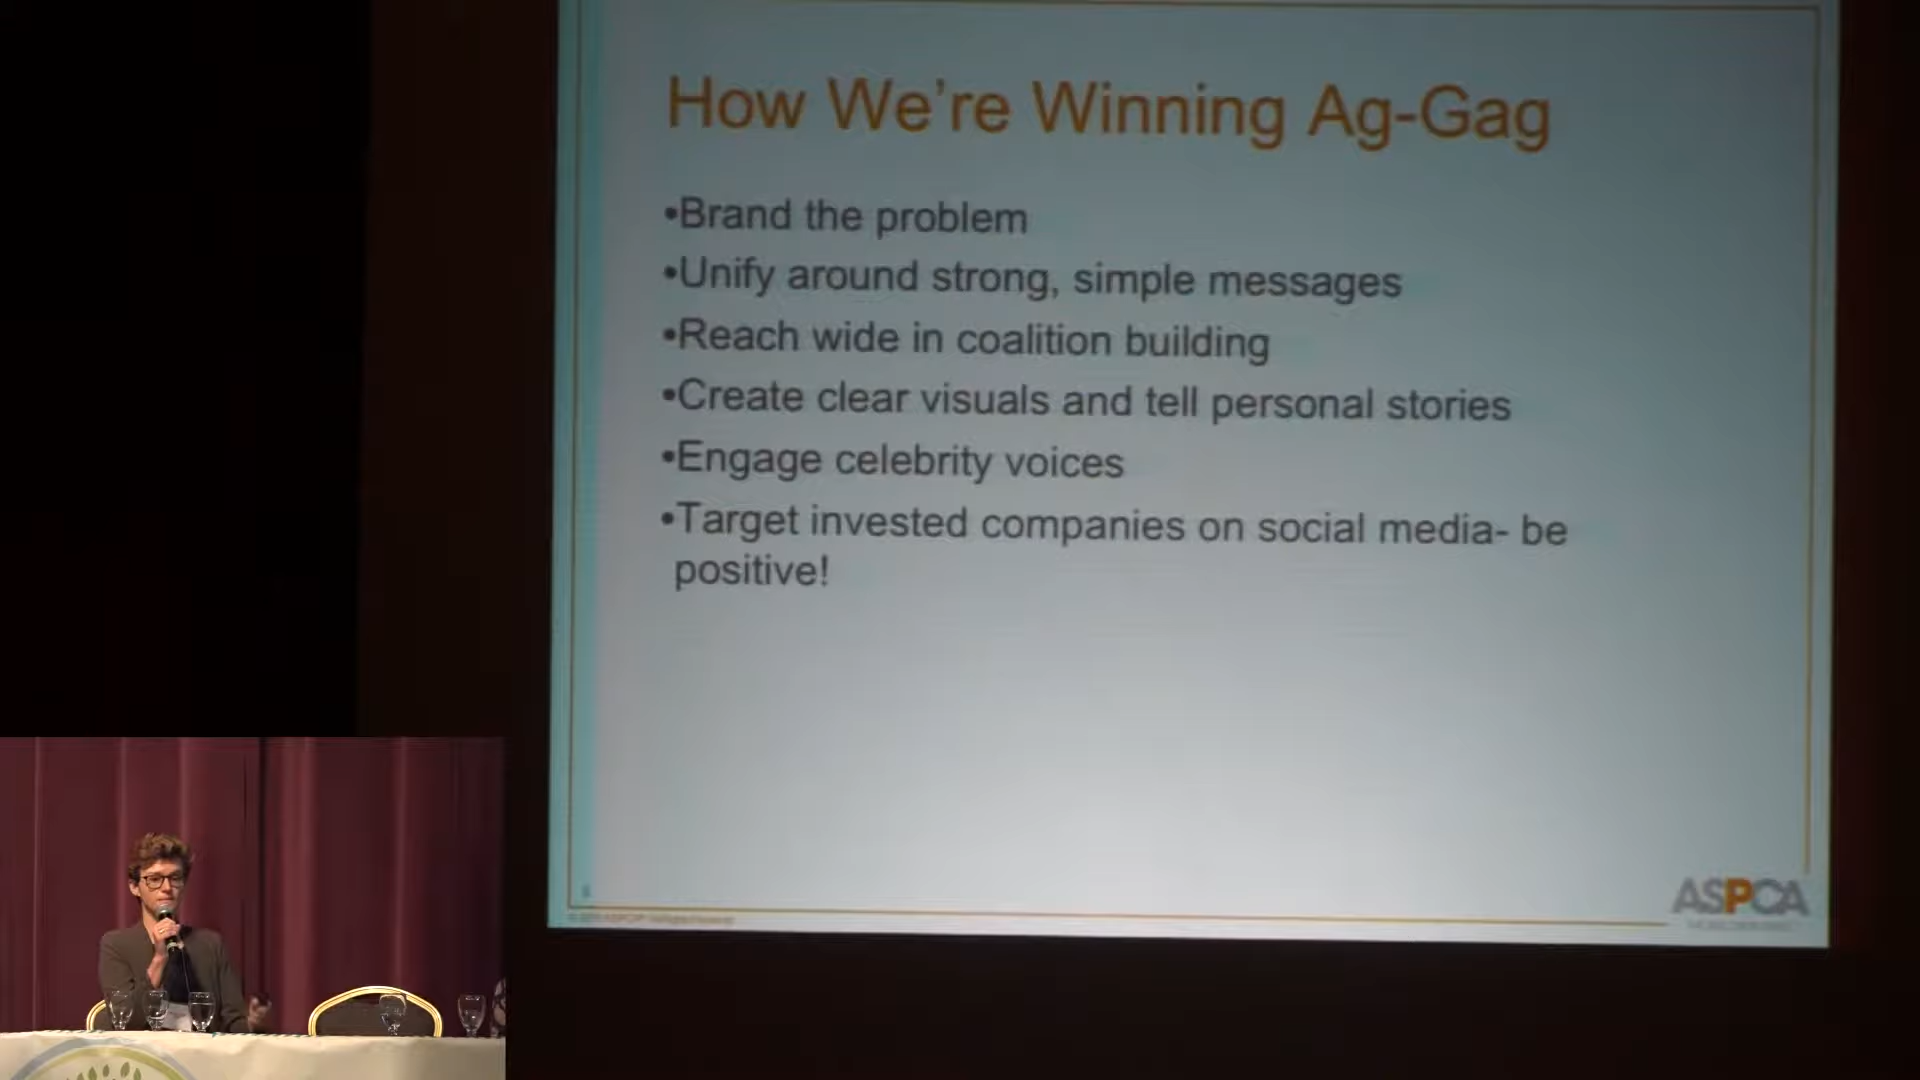 How We’re Winning Ag-Gag
•Brand the problem
•Unify around strong, simple messages
•Reach wide in coalition building
•Create clear visuals and tell personal stories
•Engage celebrity voices
•Target invested companies on social media- be
positive!
ASPCA